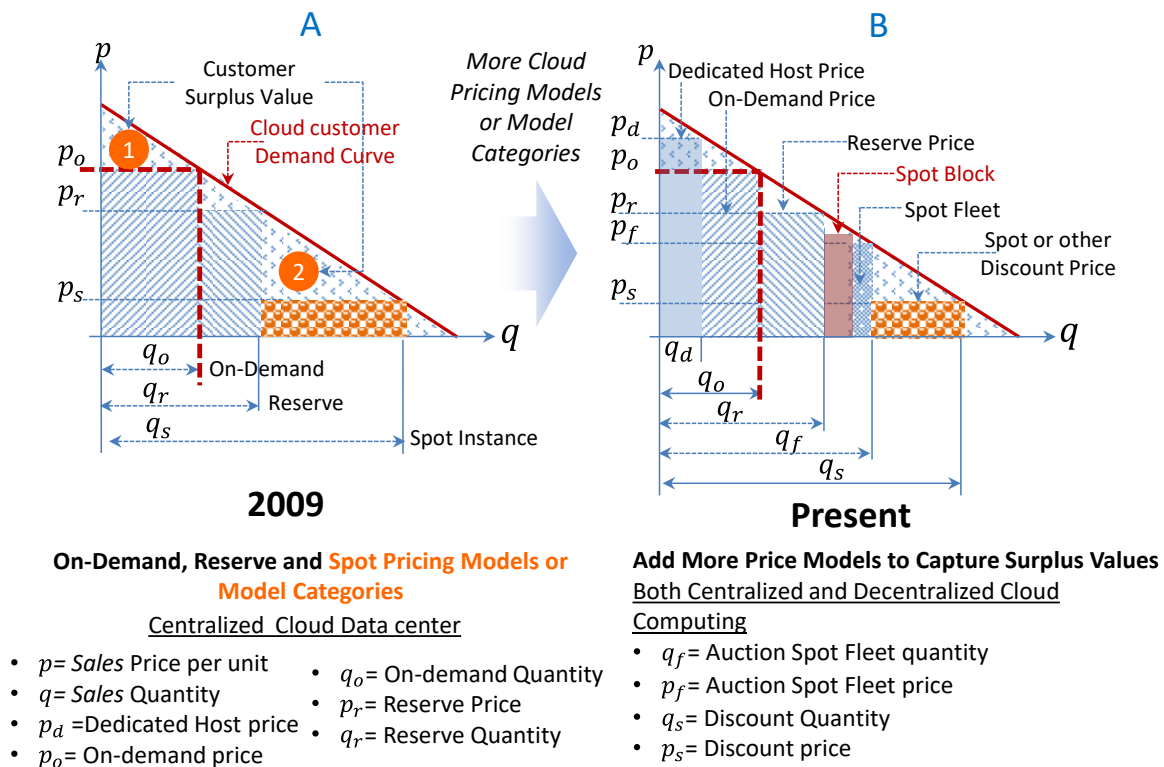 A
p
Customer
Surplus Value
1
Cloud customer
Demand Curve
p_o
p_r
2
p_s
q
q_o
On-Demand
q_r
Reserve
q_s
Spot Instance
2009
More Cloud
Pricing Models
or Model
Categories
B
p
Dedicated Host Price
On-Demand Price
p_d
p_o
Reserve Price
Spot Block
p_r
Spot Fleet
p_f
Spot or other
Discount Price
p_s
q
q_d
q_o
q_r
q_f
q_s
Present
On-Demand, Reserve and Spot Pricing Models or
Model Categories
Centralized Cloud Data center
• p= Sales Price per unit
• q= Sales Quantity
• p_d =Dedicated Host price
• p_o= On-demand price
• q_o= On-demand Quantity
• p_r= Reserve Price
• q_r= Reserve Quantity
Add More Price Models to Capture Surplus Values
Both Centralized and Decentralized Cloud
Computing
• q_f= Auction Spot Fleet quantity
• p_f= Auction Spot Fleet price
• q_s= Discount Quantity
• p_s= Discount price